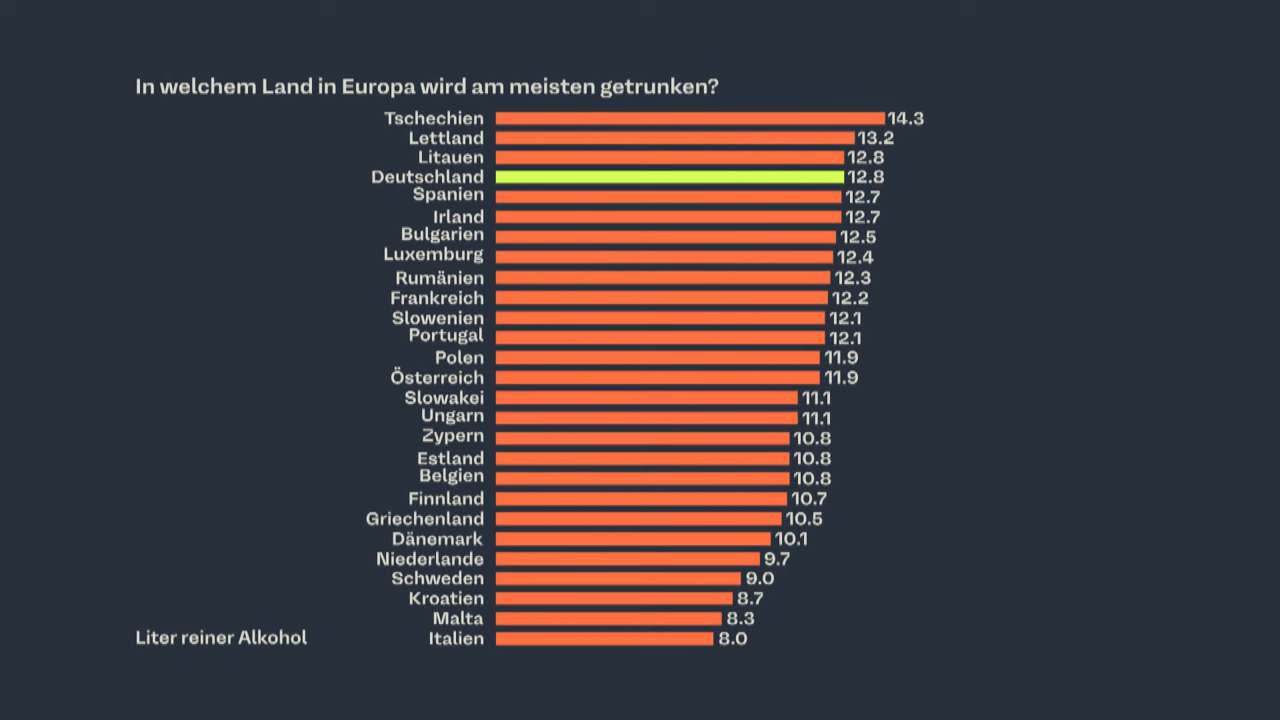 In welchem Land in Europa wird am meisten getrunken?
Tschechien 14.3
Lettland 13.2
Litauen 12.8
Deutschland 12.8
Spanien 12.7
Irland 12.7
Bulgarien 12.5
Luxemburg 12.4
Rumänien 12.3
Frankreich 12.2
Slowenien 12.1
Portugal 12.1
Polen 11.9
Österreich 11.9
Slowakei 11.1
Ungarn 11.1
Zypern 10.8
Estland 10.8
Belgien 10.8
Finnland 10.7
Griechenland 10.5
Dänemark 10.1
Niederlande 9.7
Schweden 9.0
Kroatien 8.7
Malta 8.3
Liter reiner Alkohol Italien 8.0